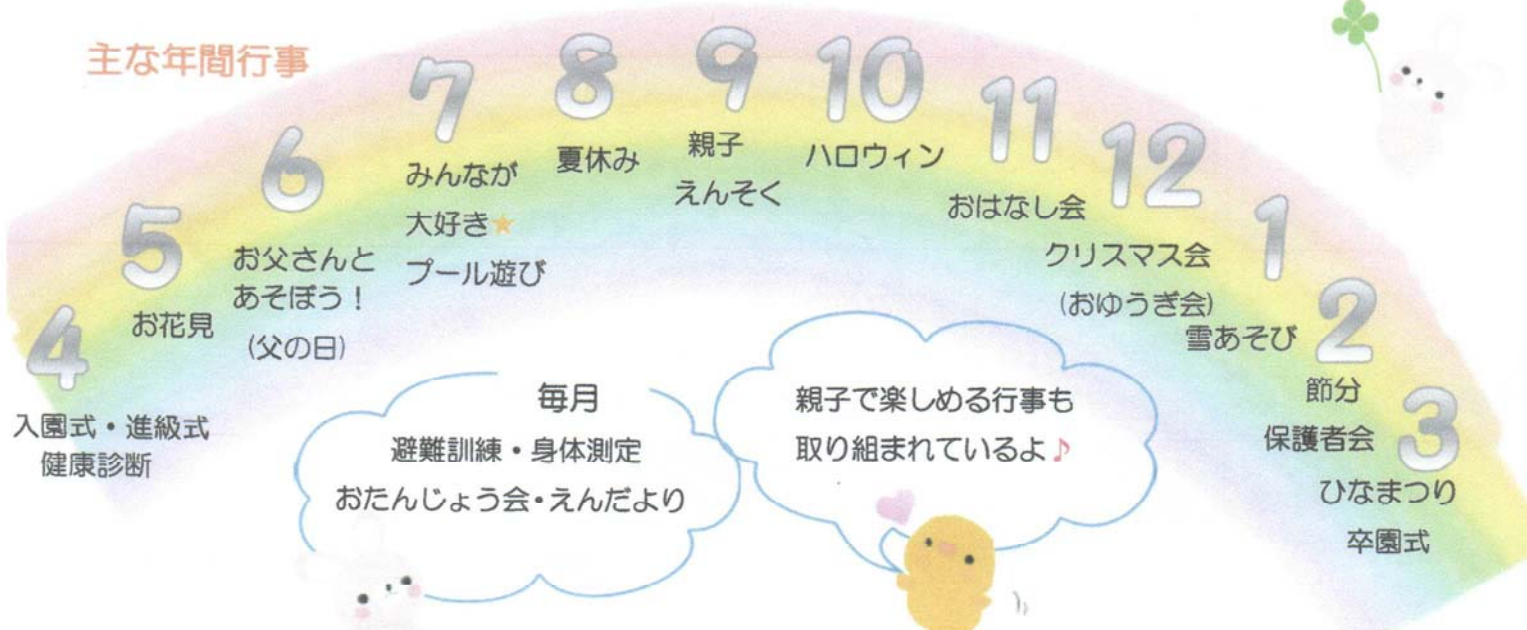 主な年間行事
4
入園式・進級式
健康診断
5
お花見
6
お父さんと
あそぼう！
(父の日)
7
みんなが
大好き★
プール遊び
8
夏休み
9
親子
えんそく
10
ハロウィン
11
おはなし会
12
クリスマス会
(おゆうぎ会)
1
雪あそび
2
節分
保護者会
3
ひなまつり
卒園式
毎月
避難訓練・身体測定
おたんじょう会・えんだより
親子で楽しめる行事も
取り組まれているよ♪